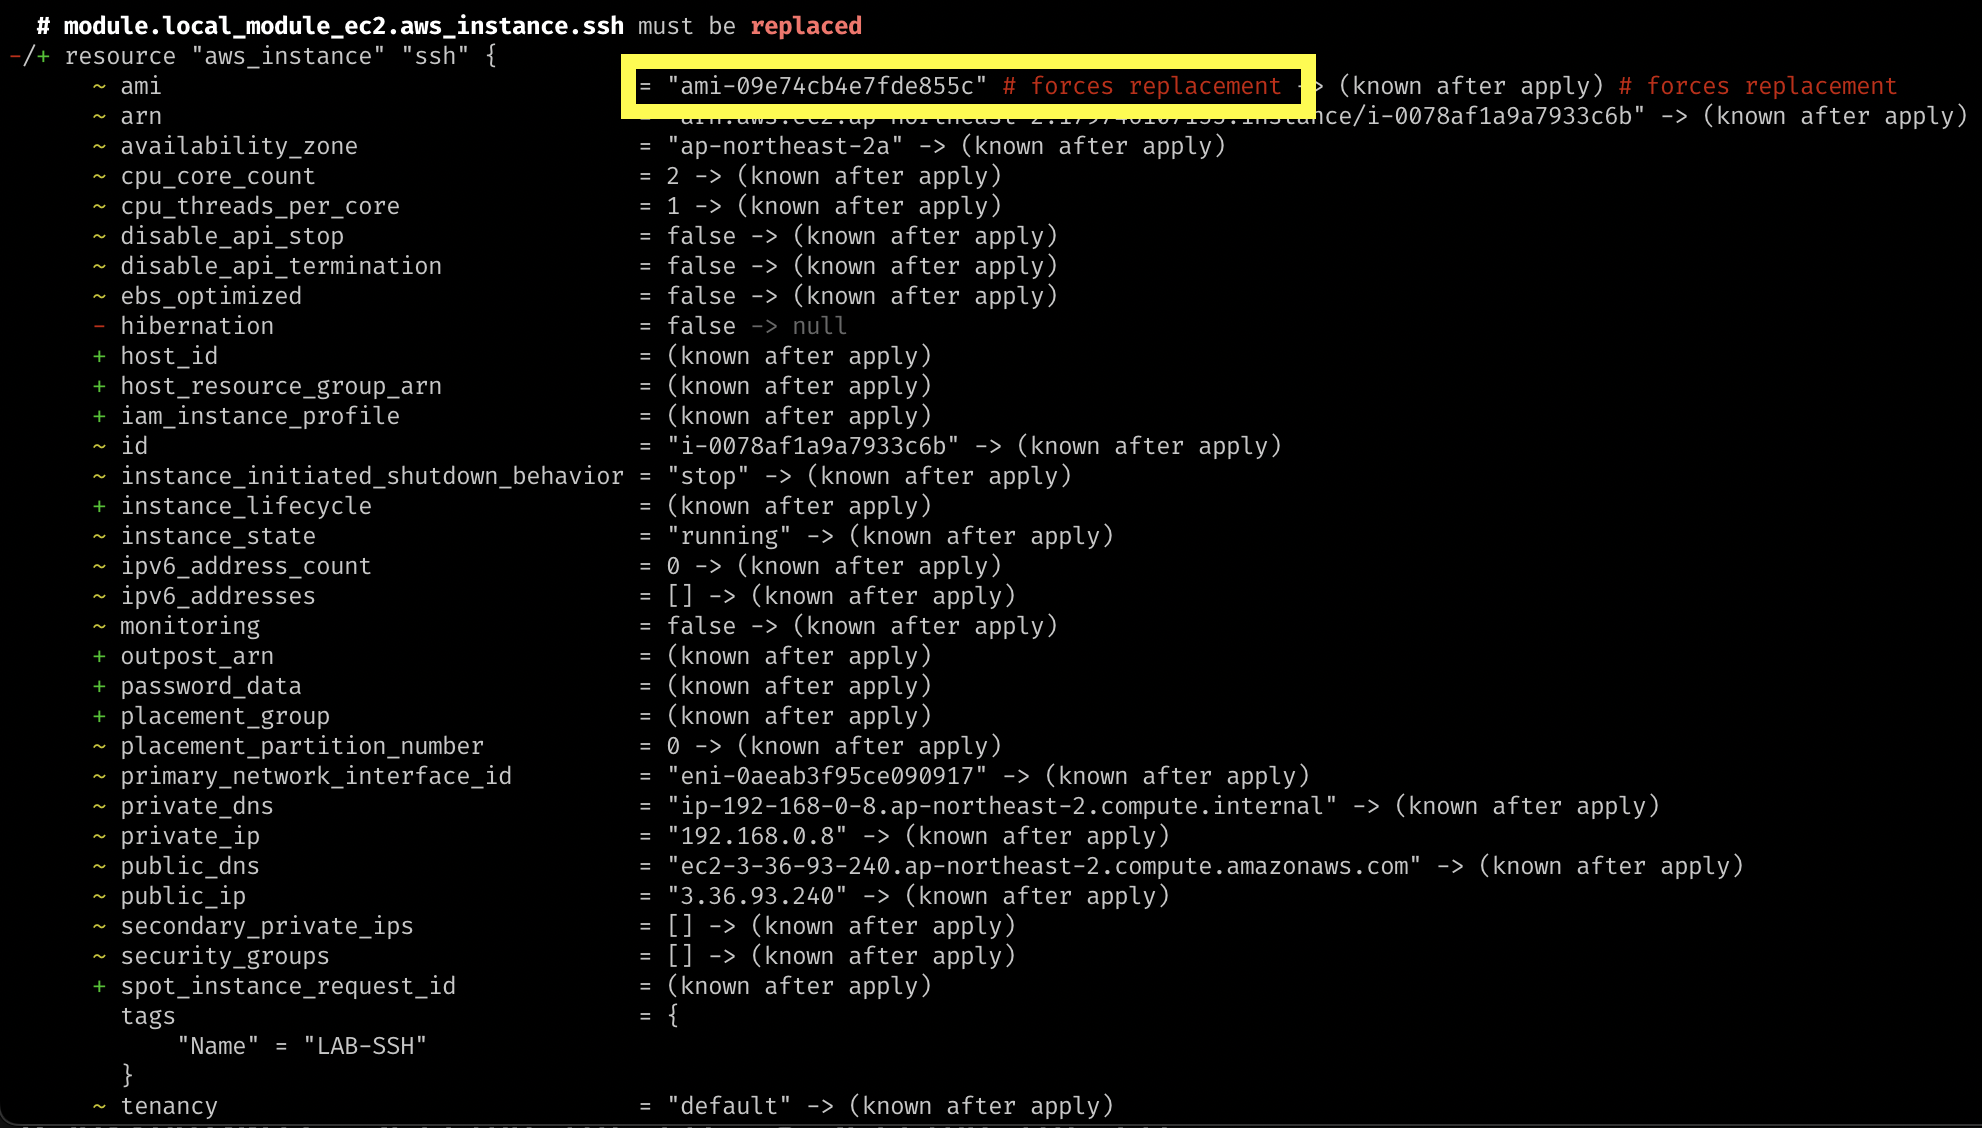 # module.local_module_ec2.aws_instance.ssh must be replaced
-/+ resource "aws_instance" "ssh" {
~ ami = "ami-09e74cb4e7fde855c" # forces replacement -> (known after apply) # forces replacement
~ arn = "arn:aws:ec2:ap-northeast-2:instance/i-0078af1a9a7933c6b" -> (known after apply)
~ availability_zone = "ap-northeast-2a" -> (known after apply)
~ cpu_core_count = 2 -> (known after apply)
~ cpu_threads_per_core = 1 -> (known after apply)
~ disable_api_stop = false -> (known after apply)
~ disable_api_termination = false -> (known after apply)
~ ebs_optimized = false -> (known after apply)
- hibernation = false -> null
+ host_id = (known after apply)
+ host_resource_group_arn = (known after apply)
+ iam_instance_profile = (known after apply)
~ id = "i-0078af1a9a7933c6b" -> (known after apply)
~ instance_initiated_shutdown_behavior = "stop" -> (known after apply)
+ instance_lifecycle = (known after apply)
~ instance_state = "running" -> (known after apply)
~ ipv6_address_count = 0 -> (known after apply)
~ ipv6_addresses = [] -> (known after apply)
~ monitoring = false -> (known after apply)
+ outpost_arn = (known after apply)
+ password_data = (known after apply)
+ placement_group = (known after apply)
~ placement_partition_number = 0 -> (known after apply)
~ primary_network_interface_id = "eni-0aeab3f95ce090917" -> (known after apply)
~ private_dns = "ip-192-168-0-8.ap-northeast-2.compute.internal" -> (known after apply)
~ private_ip = "192.168.0.8" -> (known after apply)
~ public_dns = "ec2-3-36-93-240.ap-northeast-2.compute.amazonaws.com" -> (known after apply)
~ public_ip = "3.36.93.240" -> (known after apply)
~ secondary_private_ips = [] -> (known after apply)
~ security_groups = [] -> (known after apply)
+ spot_instance_request_id = (known after apply)
tags = {
"Name" = "LAB-SSH"
}
~ tenancy = "default" -> (known after apply)